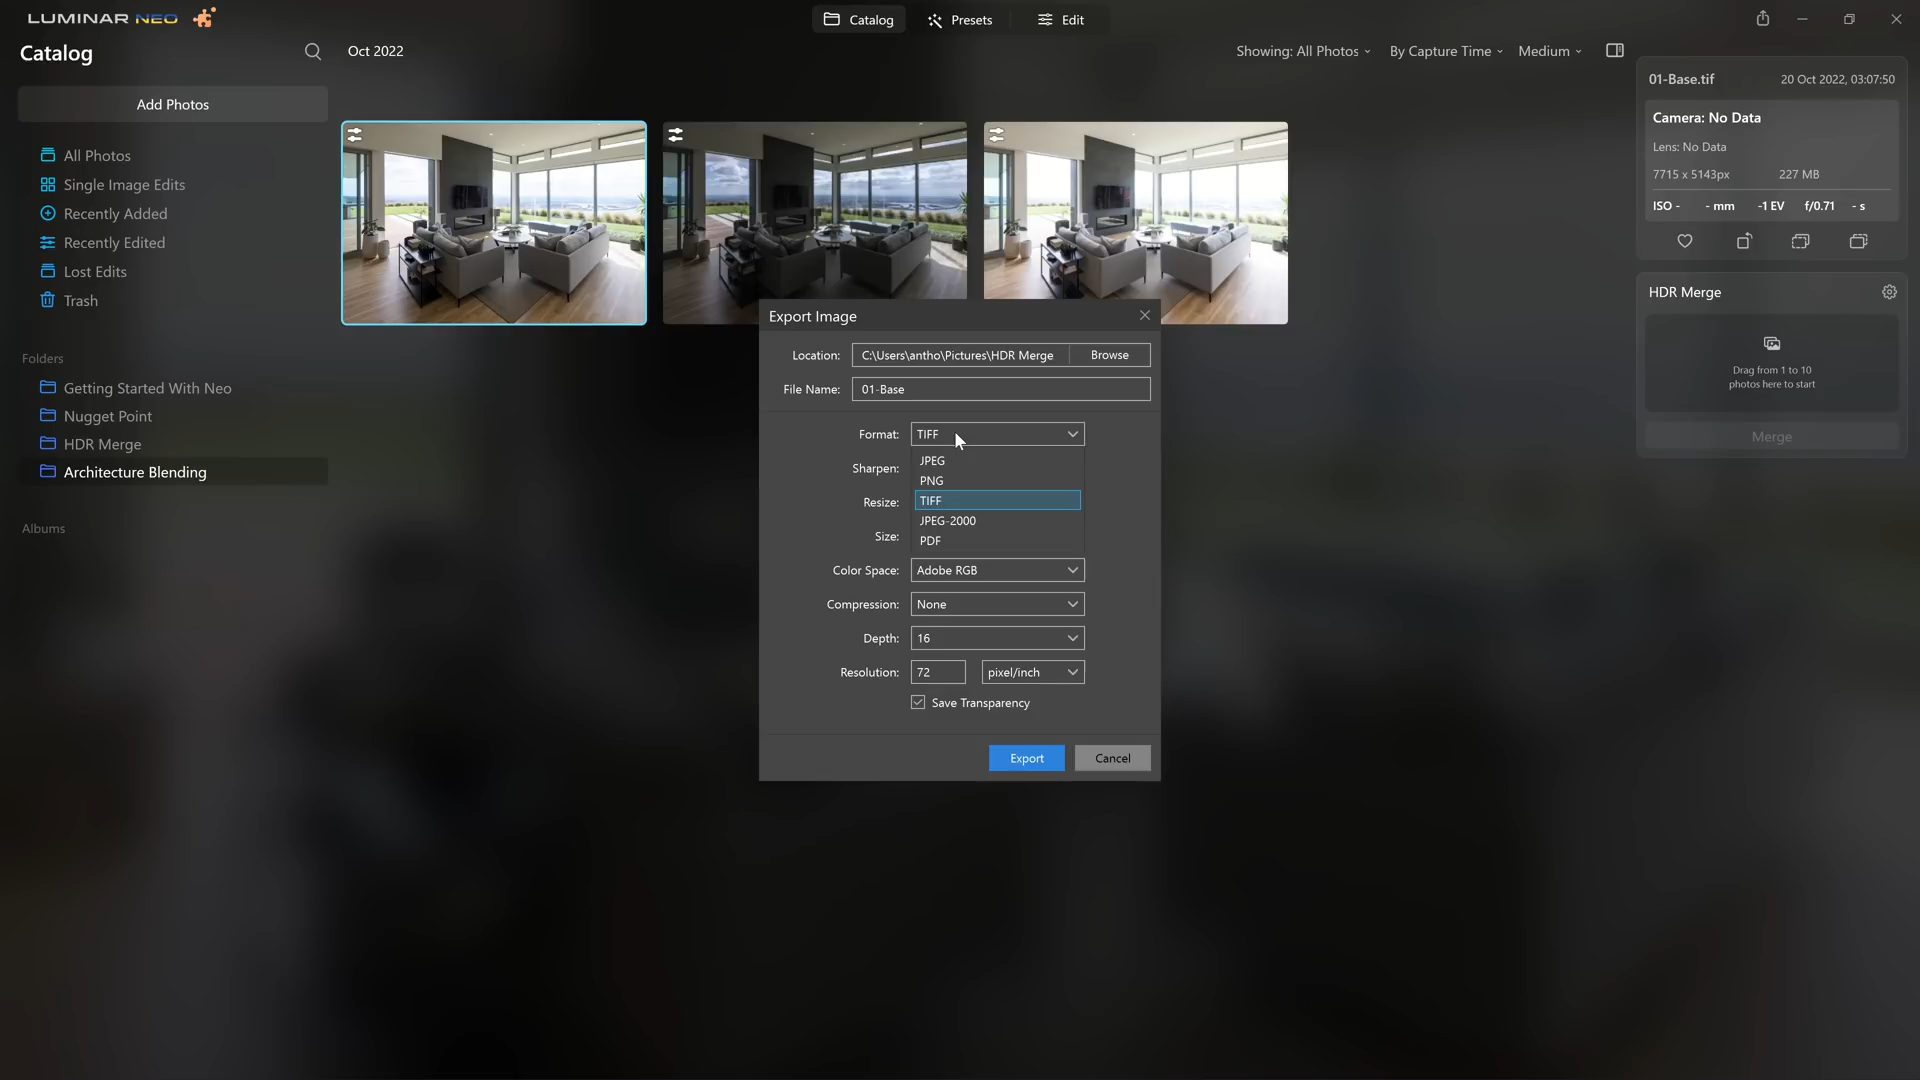 LUMINAR NEO
Catalog
Presets
Edit
Catalog
Oct 2022
Showing: All Photos
By Capture Time
Medium
Add Photos
All Photos
Single Image Edits
Recently Added
Recently Edited
Lost Edits
Trash
Folders
Getting Started With Neo
Nugget Point
HDR Merge
Architecture Blending
Albums
01-Base.tif
20 Oct 2022, 03:07:50
Camera: No Data
Lens: No Data
7715 x 5143px
227 MB
ISO -
- mm
-1 EV
f/0.71
- s
HDR Merge
Drag from 1 to 10
photos here to start
Merge
Export Image
Location:
C:\Users\antho\Pictures\HDR Merge
Browse
File Name:
01-Base
Format:
TIFF
JPEG
Sharpen:
PNG
TIFF
Resize:
JPEG-2000
Size:
PDF
Color Space:
Adobe RGB
Compression:
None
Depth:
16
Resolution:
72
pixel/inch
Save Transparency
Export
Cancel